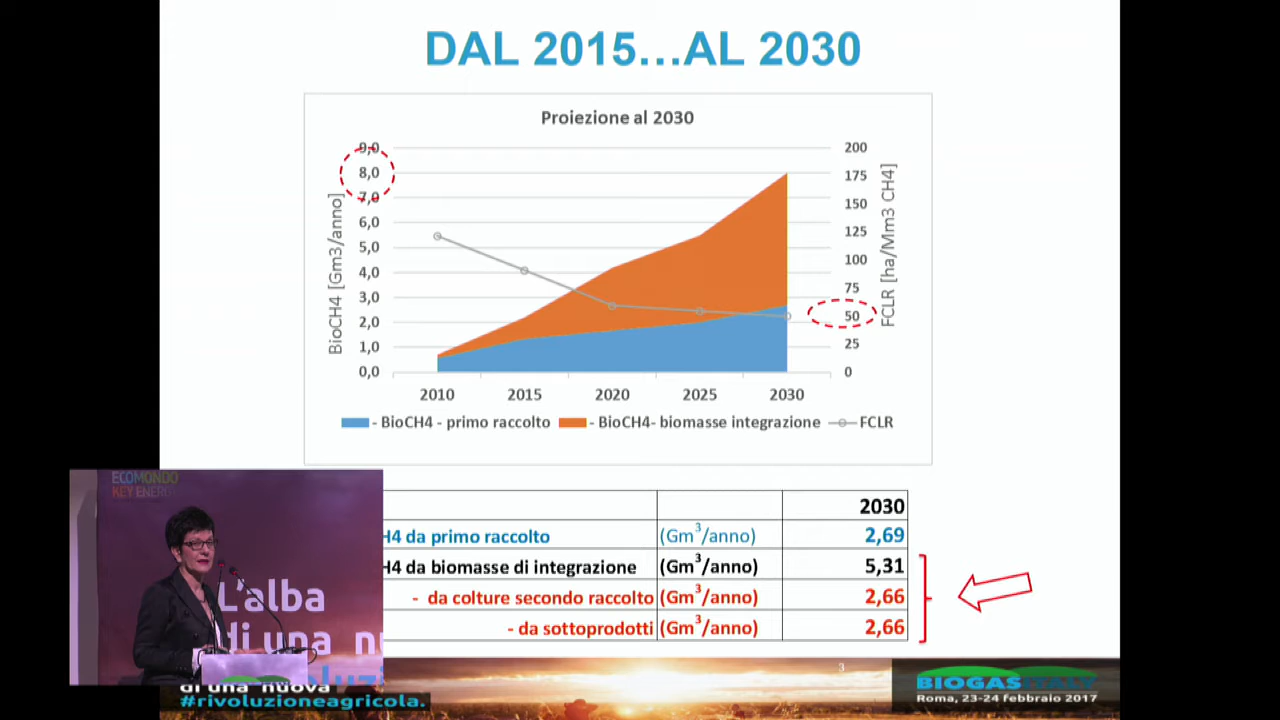 DAL 2015...AL 2030
Proiezione al 2030
9,0
8,0
7,0
6,0
5,0
4,0
3,0
2,0
1,0
0,0
BioCH4 [Gm3/anno]
200
175
150
125
100
75
50
25
0
FCLR [ha/Mm3 CH4]
2010 2015 2020 2025 2030
- BioCH4 - primo raccolto - BioCH4- biomasse integrazione FCLR
2030
H4 da primo raccolto (Gm³/anno) 2,69
H4 da biomasse di integrazione (Gm³/anno) 5,31
- da colture secondo raccolto (Gm³/anno) 2,66
- da sottoprodotti (Gm³/anno) 2,66
ECOMONDO
KEY ENERG
L'alba
di una nu
di una nuova
#rivoluzioneagricola.
3
BIOGASITALY
Roma, 23-24 febbraio 2017